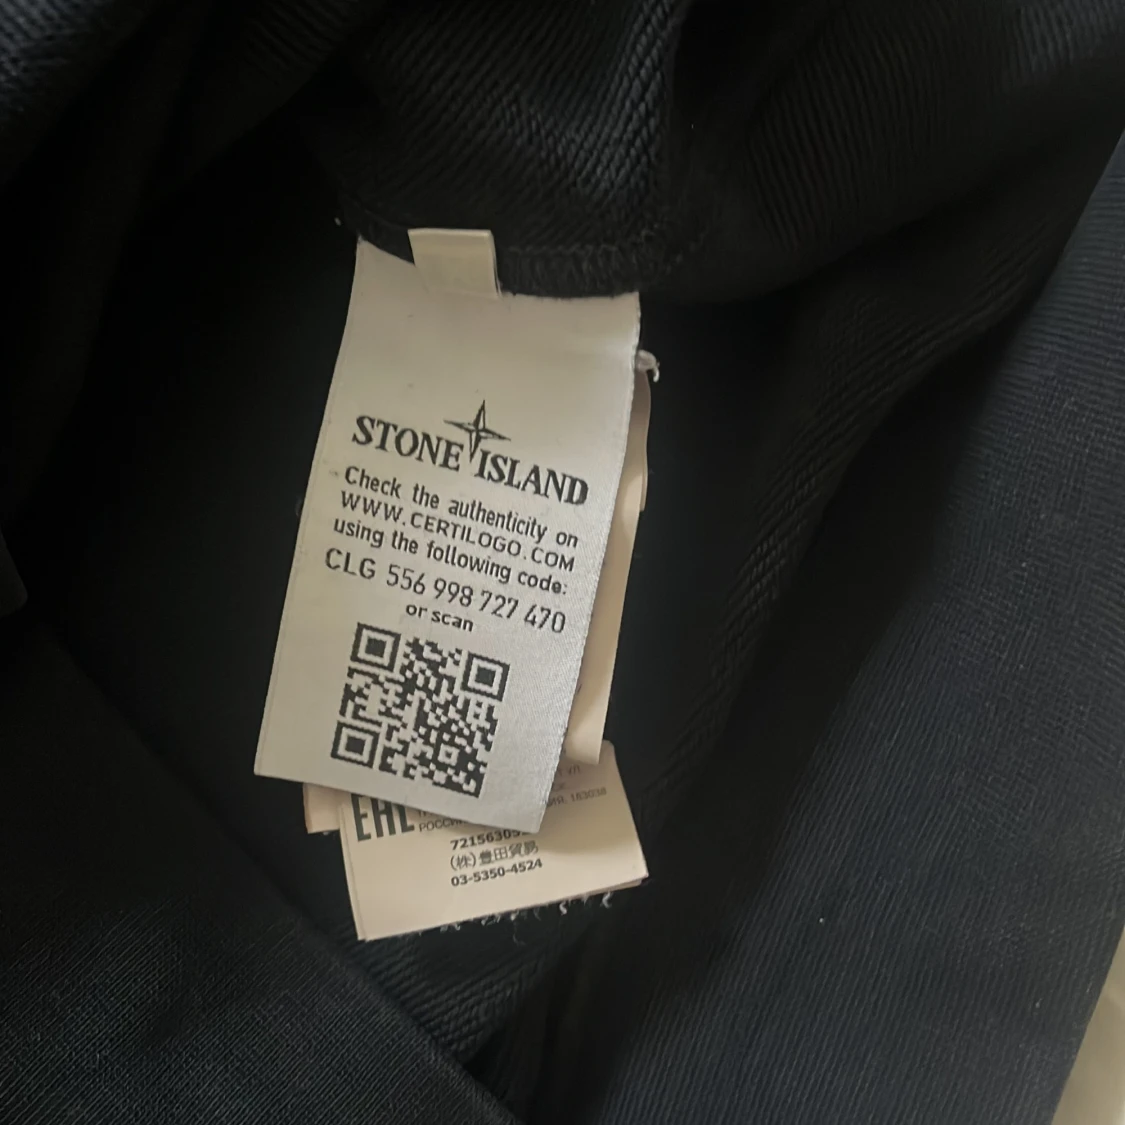 STONE ISLAND
Check the authenticity on
WWW.CERTILOGO.COM
using the following code:
CLG 556 998 727 470
or scan
EAC
163038
(株)豊田貿易
03-5350-4524